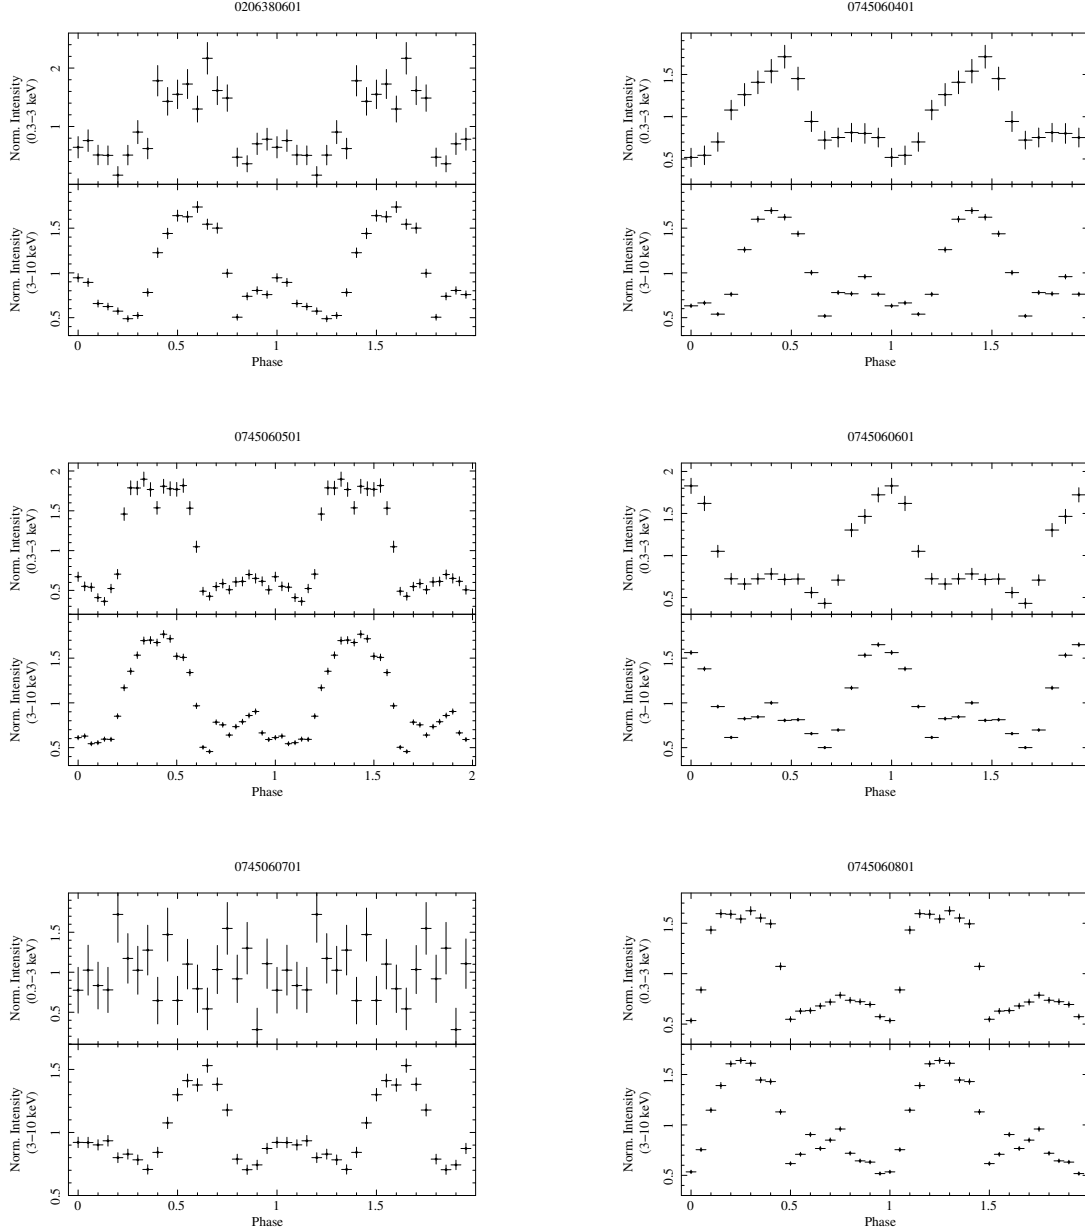 0206380601
Norm. Intensity
(0.3−3 keV)
1
2
Norm. Intensity
(3−10 keV)
0.5
1
1.5
0
0.5
1
1.5
Phase
0745060401
Norm. Intensity
(0.3−3 keV)
0.5
1
1.5
Norm. Intensity
(3−10 keV)
0.5
1
1.5
0
0.5
1
1.5
Phase
0745060501
Norm. Intensity
(0.3−3 keV)
0.5
1
1.5
2
Norm. Intensity
(3−10 keV)
0.5
1
1.5
0
0.5
1
1.5
2
Phase
0745060601
Norm. Intensity
(0.3−3 keV)
0.5
1
1.5
2
Norm. Intensity
(3−10 keV)
0.5
1
1.5
0
0.5
1
1.5
Phase
0745060701
Norm. Intensity
(0.3−3 keV)
0.5
1
1.5
Norm. Intensity
(3−10 keV)
0.5
1
1.5
0
0.5
1
1.5
Phase
0745060801
Norm. Intensity
(0.3−3 keV)
0.5
1
1.5
Norm. Intensity
(3−10 keV)
0.5
1
1.5
0
0.5
1
1.5
Phase